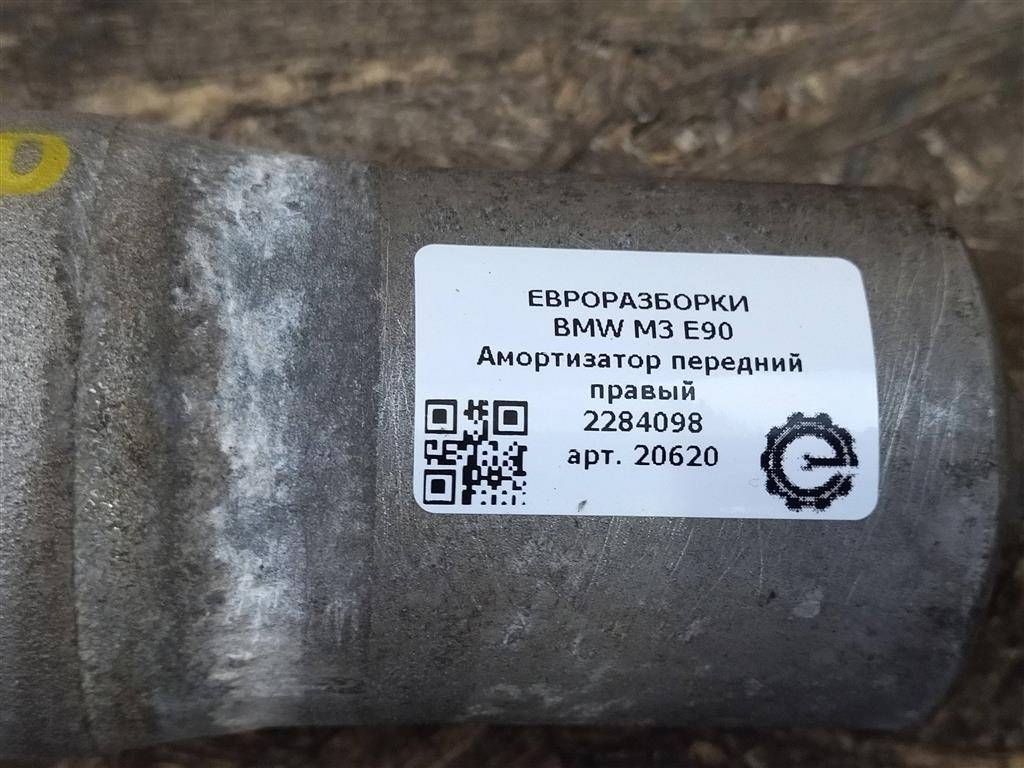 ЕВРОРАЗБОРКИ
BMW M3 E90
Амортизатор передний
правый
2284098
арт. 20620